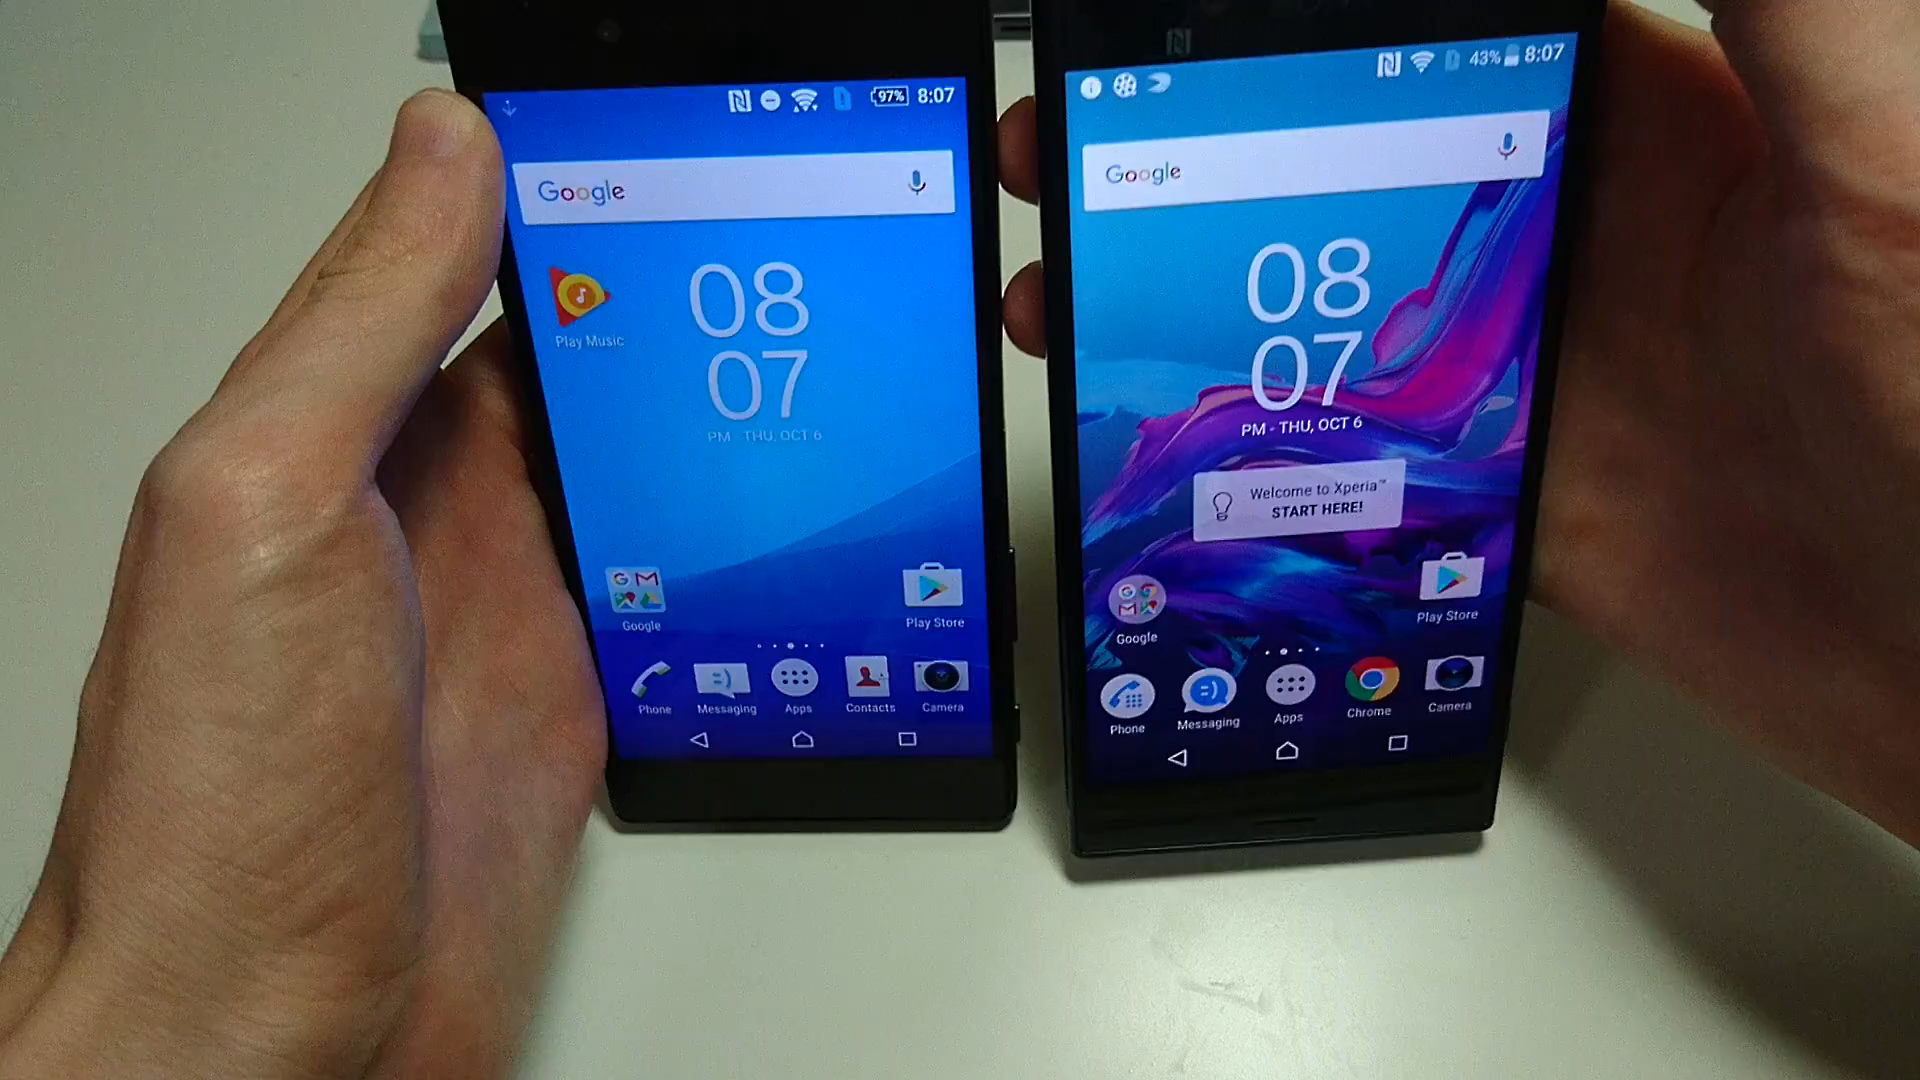 97% 8:07
Google
Play Music
08
07
PM - THU, OCT 6
Google
Play Store
Phone
Messaging
Apps
Contacts
Camera
43% 8:07
Google
08
07
PM - THU, OCT 6
Welcome to Xperia™
START HERE!
Google
Play Store
Phone
Messaging
Apps
Chrome
Camera